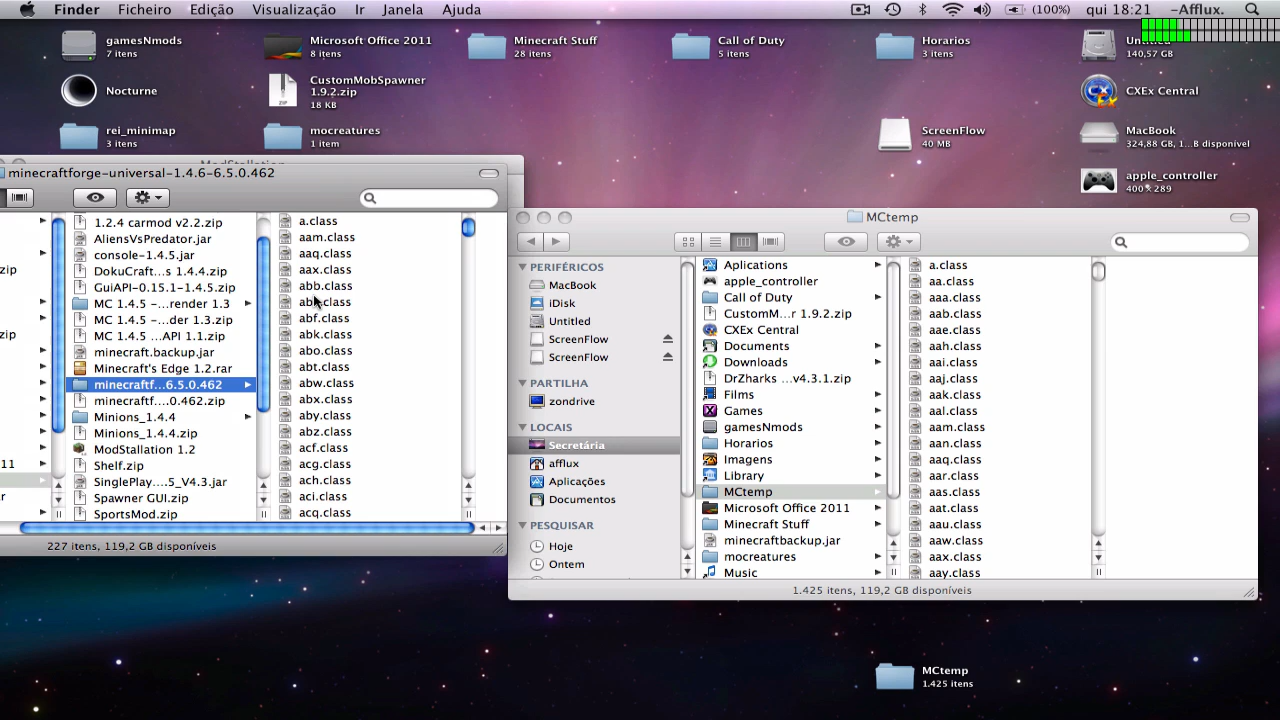 Finder Ficheiro Edição Visualização Ir Janela Ajuda
(100%) qui 18:21 –Afflux.
gamesNmods
7 itens
Microsoft Office 2011
8 itens
Minecraft Stuff
28 itens
Call of Duty
5 itens
Horarios
3 itens
140,57 GB
Nocturne
CustomMobSpawner
1.9.2.zip
18 KB
CXEx Central
rei_minimap
3 itens
mocreatures
1 item
ScreenFlow
40 MB
MacBook
324,88 GB, 1...B disponível
apple_controller
minecraftforge-universal-1.4.6-6.5.0.462
zip
zip
11
1.2.4 carmod v2.2.zip
AliensVsPredator.jar
console-1.4.5.jar
DokuCraft...s 1.4.4.zip
GuiAPI-0.15.1-1.4.5.zip
MC 1.4.5 -...render 1.3
MC 1.4.5 -...der 1.3.zip
MC 1.4.5 ...API 1.1.zip
minecraft.backup.jar
Minecraft's Edge 1.2.rar
minecraftf...6.5.0.462
minecraftf....0.462.zip
Minions_1.4.4
Minions_1.4.4.zip
ModStallation 1.2
Shelf.zip
SinglePlay...5_V4.3.jar
Spawner GUI.zip
SportsMod.zip
a.class
aam.class
aaq.class
aax.class
abb.class
abf.class
abk.class
abo.class
abt.class
abw.class
abx.class
aby.class
abz.class
acf.class
acg.class
ach.class
aci.class
acq.class
227 itens, 119,2 GB disponíveis
MCtemp
PERIFÉRICOS
MacBook
iDisk
Untitled
ScreenFlow
ScreenFlow
PARTILHA
zondrive
LOCAIS
Secretária
afflux
Aplicações
Documentos
PESQUISAR
Hoje
Ontem
Aplications
apple_controller
Call of Duty
CustomM...r 1.9.2.zip
CXEx Central
Documents
Downloads
DrZharks ...v4.3.1.zip
Films
Games
gamesNmods
Horarios
Imagens
Library
MCtemp
Microsoft Office 2011
Minecraft Stuff
minecraftbackup.jar
mocreatures
Music
a.class
aa.class
aaa.class
aab.class
aae.class
aah.class
aai.class
aaj.class
aak.class
aal.class
aam.class
aan.class
aaq.class
aar.class
aas.class
aat.class
aau.class
aaw.class
aax.class
aay.class
1.425 itens, 119,2 GB disponíveis
MCtemp
1.425 itens